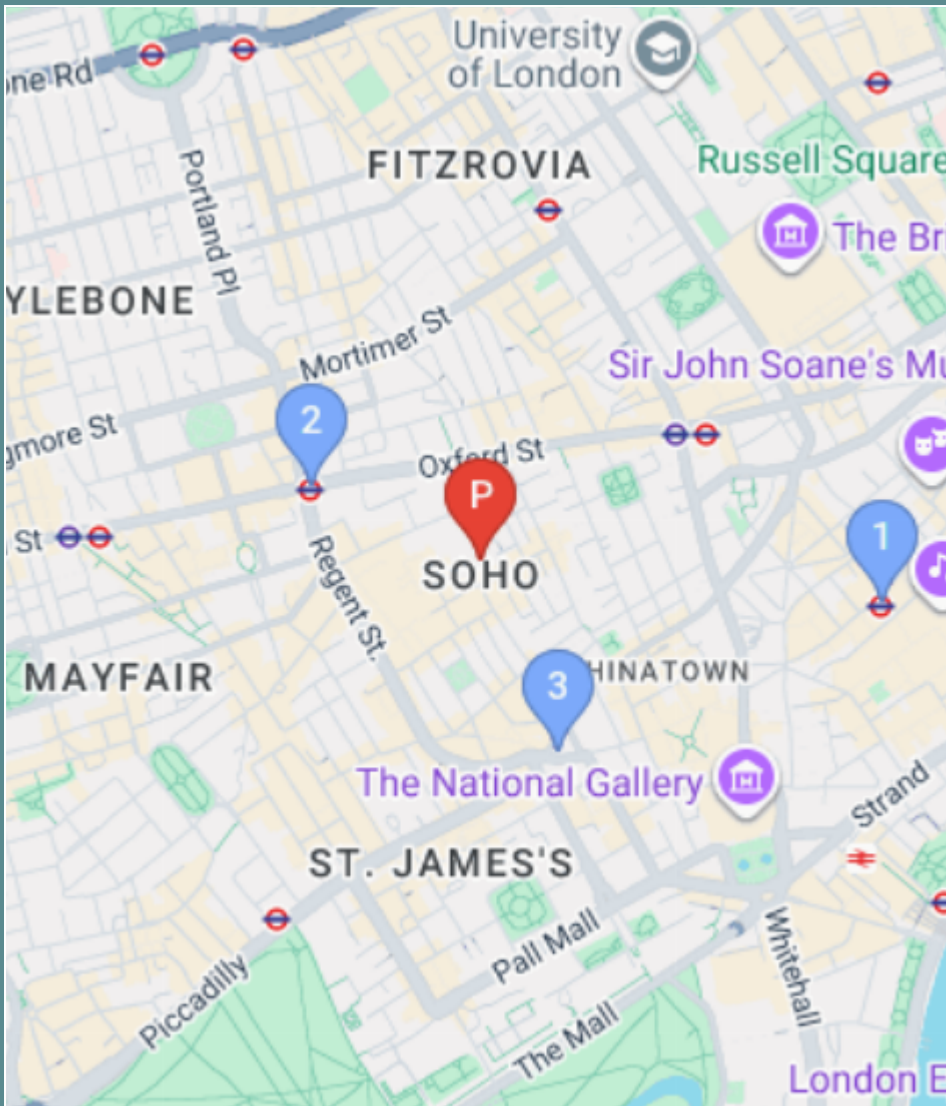 University
of London
one Rd
FITZROVIA
Russell Square
Portland Pl
The Bri
YLEBONE
Mortimer St
Sir John Soane's Mu
gmore St
2
Oxford St
P
St
1
SOHO
Regent St.
MAYFAIR
HINATOWN
3
The National Gallery
Strand
ST. JAMES'S
Pall Mall
Whitehall
Piccadilly
The Mall
London E